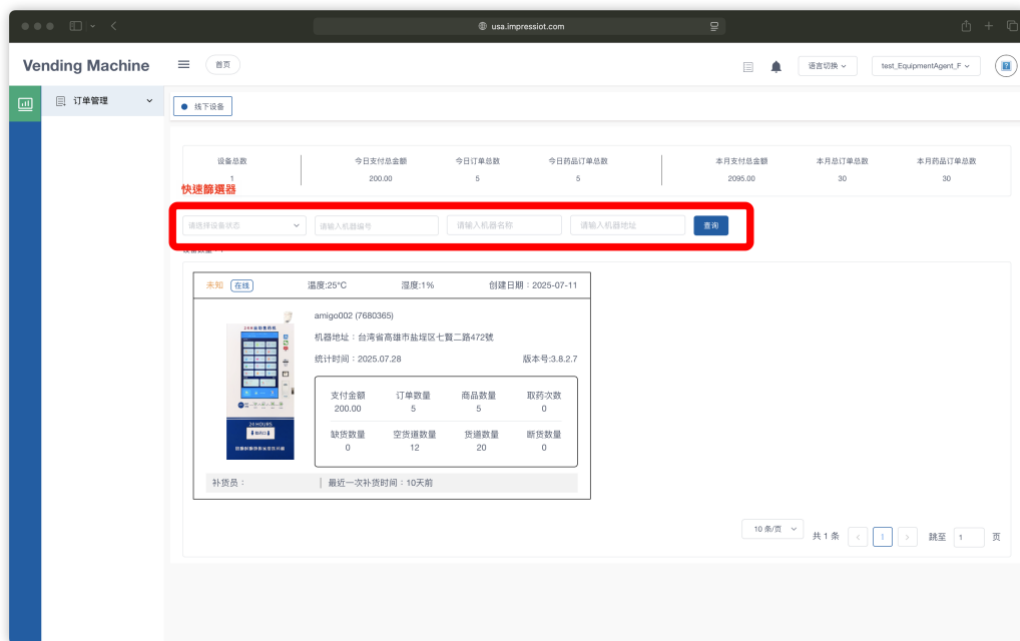 usa.impressiot.com
Vending Machine
首页
语言切换
test_EquipmentAgent_F
订单管理
线下设备
设备总数
今日支付总金额
今日订单总数
今日药品订单总数
本月支付总金额
本月总订单总数
本月药品订单总数
1
200.00
5
5
2095.00
30
30
快速篩選器
请选择设备状态
请输入机器编号
请输入机器名称
请输入机器地址
查询
未知
在线
温度:25°C
湿度:1%
创建日期：2025-07-11
amigo002 (7680365)
机器地址：台湾省高雄市盐埕区七賢二路472號
统计时间：2025.07.28
版本号:3.8.2.7
支付金额
订单数量
商品数量
取药次数
200.00
5
5
0
缺货数量
空货道数量
货道数量
断货数量
0
12
20
0
24 HOURS
补货员：
最近一次补货时间：10天前
10 条/页
共 1 条
1
跳至
1
页